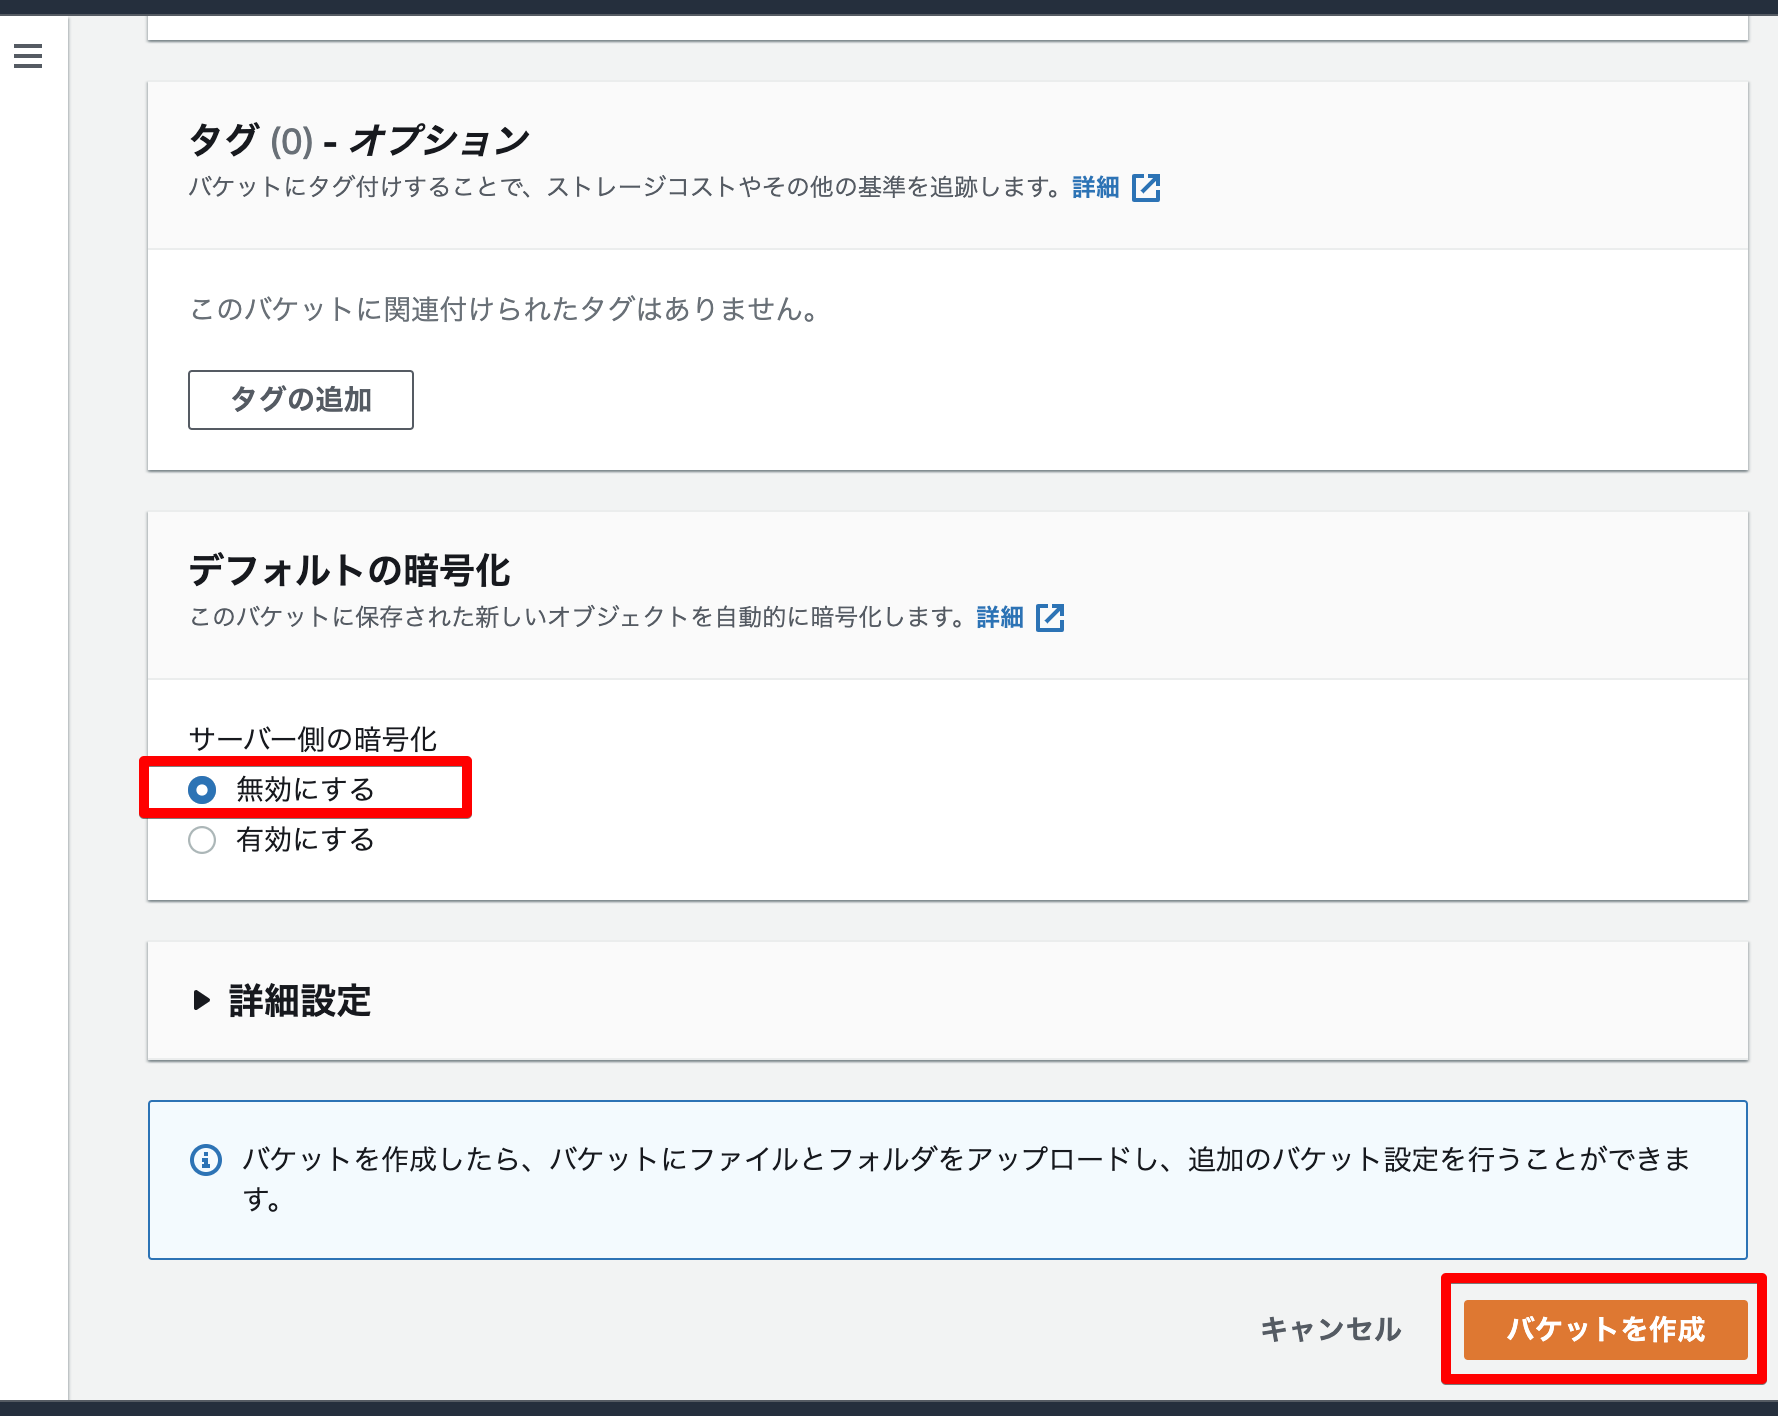 タグ (0) - オプション
バケットにタグ付けすることで、ストレージコストやその他の基準を追跡します。詳細
このバケットに関連付けられたタグはありません。
タグの追加
デフォルトの暗号化
このバケットに保存された新しいオブジェクトを自動的に暗号化します。詳細
サーバー側の暗号化
無効にする
有効にする
詳細設定
バケットを作成したら、バケットにファイルとフォルダをアップロードし、追加のバケット設定を行うことができま
す。
キャンセル
バケットを作成